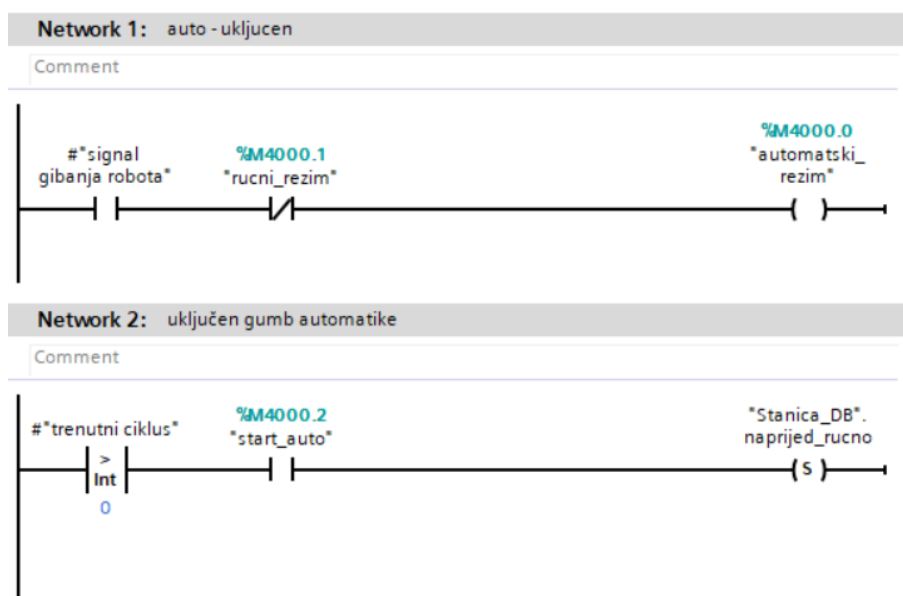 Network 1: auto - ukljucen
Comment
#"signal
gibanja robota"
%M4000.1
"rucni_rezim"
%M4000.0
"automatski_
rezim"
Network 2: uključen gumb automatike
Comment
#"trenutni ciklus"
>
Int
0
%M4000.2
"start_auto"
"Stanica_DB".
naprijed_rucno
S